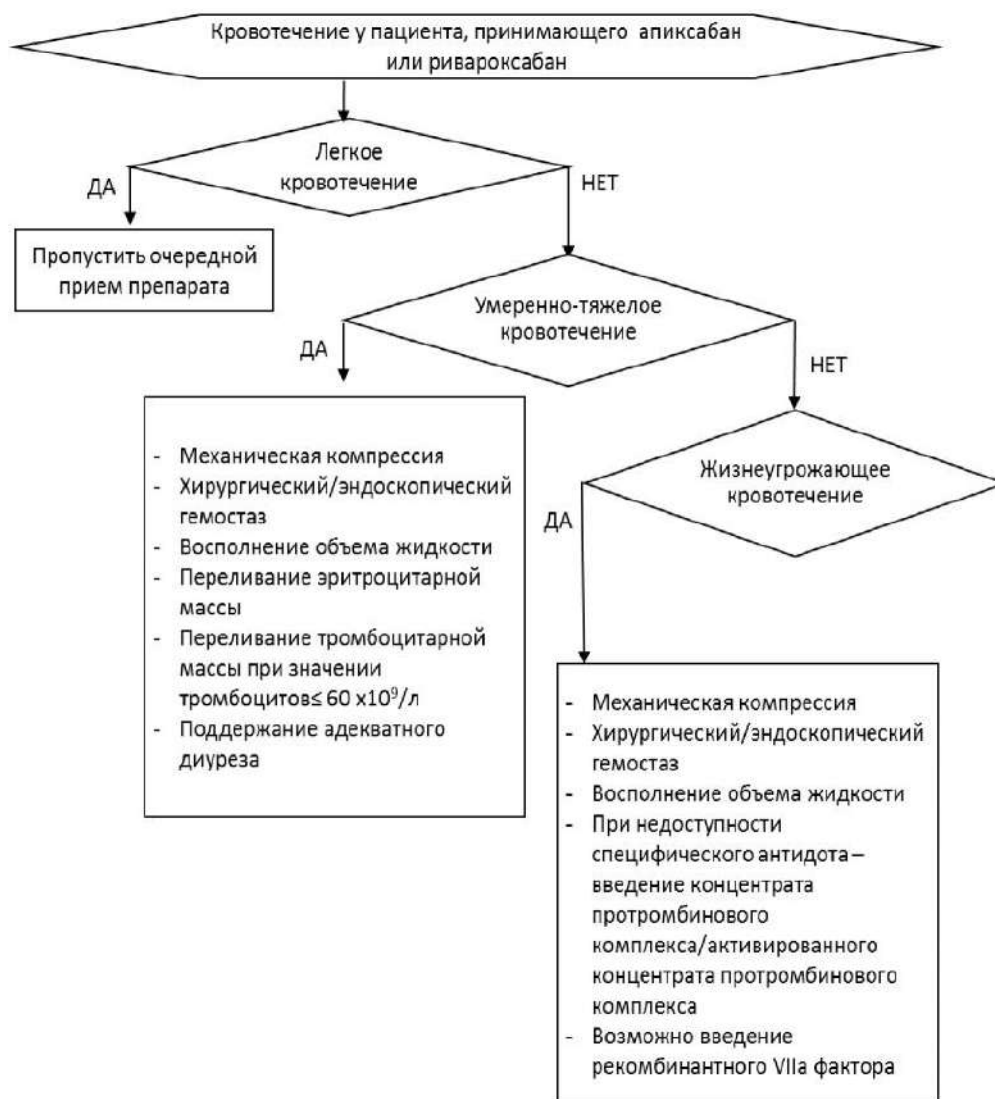 Кровотечение у пациента, принимающего апиксабан
или ривароксабан
Легкое
кровотечение
ДА
НЕТ
Пропустить очередной
прием препарата
Умеренно-тяжелое
кровотечение
ДА
НЕТ
- Механическая компрессия
- Хирургический/эндоскопический
гемостаз
- Восполнение объема жидкости
- Переливание эритроцитарной
массы
- Переливание тромбоцитарной
массы при значении
тромбоцитов≤ 60 х10⁹/л
- Поддержание адекватного
диуреза
Жизнеугрожающее
кровотечение
ДА
- Механическая компрессия
- Хирургический/эндоскопический
гемостаз
- Восполнение объема жидкости
- При недоступности
специфического антидота –
введение концентрата
протромбинового
комплекса/активированного
концентрата протромбинового
комплекса
- Возможно введение
рекомбинантного VIIa фактора